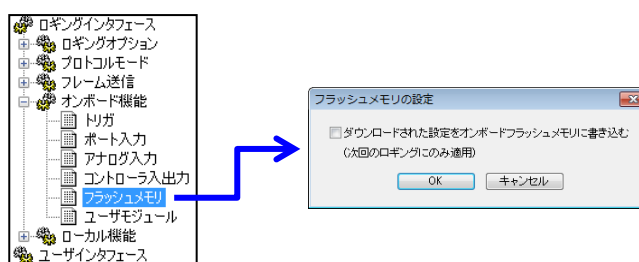 ロギングインタフェース
ロギングオプション
プロトコルモード
フレーム送信
オンボード機能
トリガ
ポート入力
アナログ入力
コントローラ入出力
フラッシュメモリ
ユーザモジュール
ローカル機能
ユーザインタフェース
フラッシュメモリの設定
ダウンロードされた設定をオンボードフラッシュメモリに書き込む
(次回のロギングにのみ適用)
OK
キャンセル